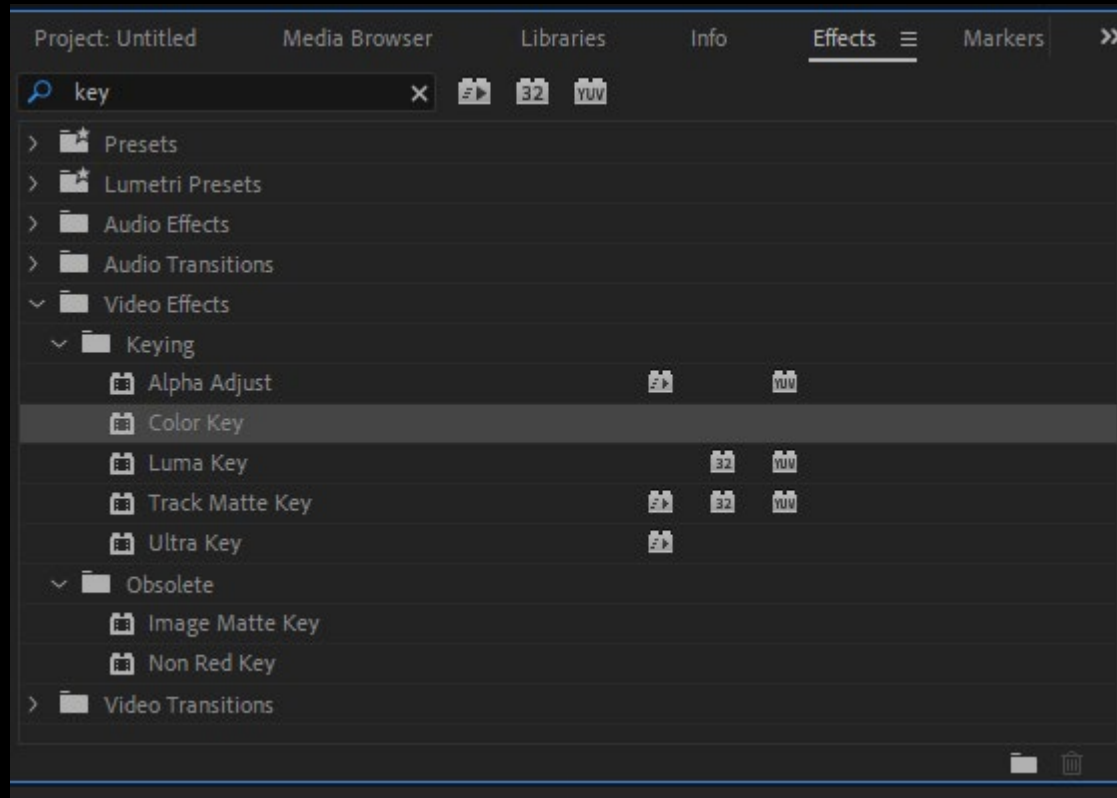 Project: Untitled Media Browser Libraries Info Effects Markers
key 32 YUV
Presets
Lumetri Presets
Audio Effects
Audio Transitions
Video Effects
Keying
Alpha Adjust YUV
Color Key
Luma Key 32 YUV
Track Matte Key 32 YUV
Ultra Key
Obsolete
Image Matte Key
Non Red Key
Video Transitions